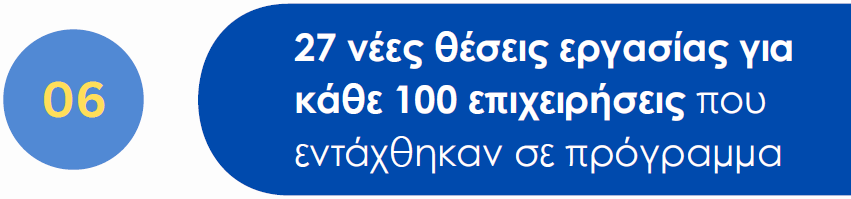 06
27 νέες θέσεις εργασίας για
κάθε 100 επιχειρήσεις που
εντάχθηκαν σε πρόγραμμα